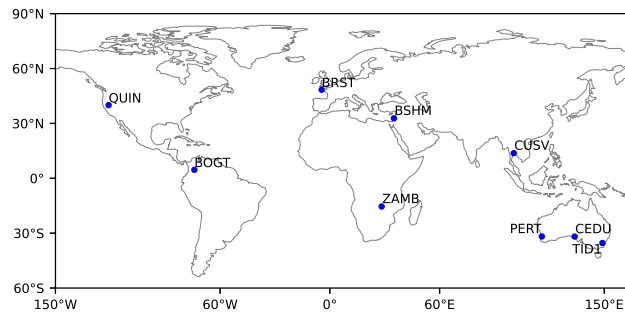 90°N
60°N
BRST
QUIN
BSHM
30°N
CUSV
BOGT
0°
ZAMB
PERT CEDU
30°S
TID1
60°S
150°W 60°W 0° 60°E 150°E